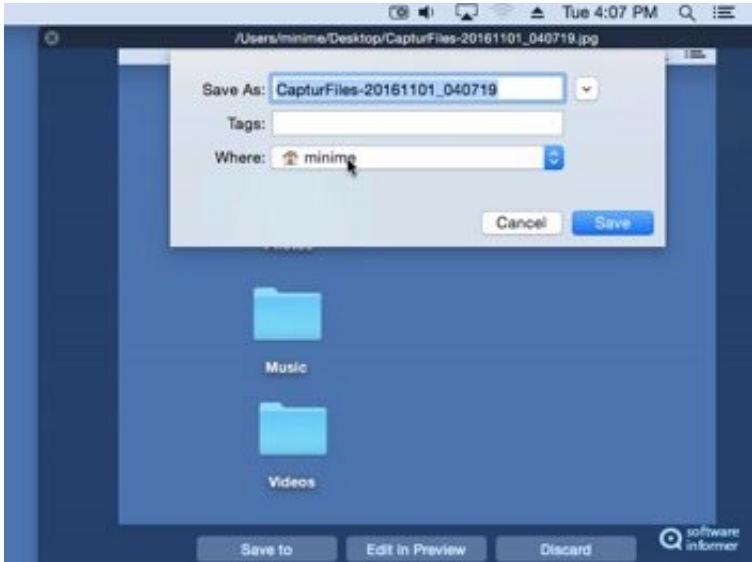 Tue 4:07 PM
/Users/minime/Desktop/CapturFiles-20161101_040719.jpg
Save As: CapturFiles-20161101_040719
Tags:
Where: minime
Cancel Save
Music
Videos
Save to Edit in Preview Discard
software
informer